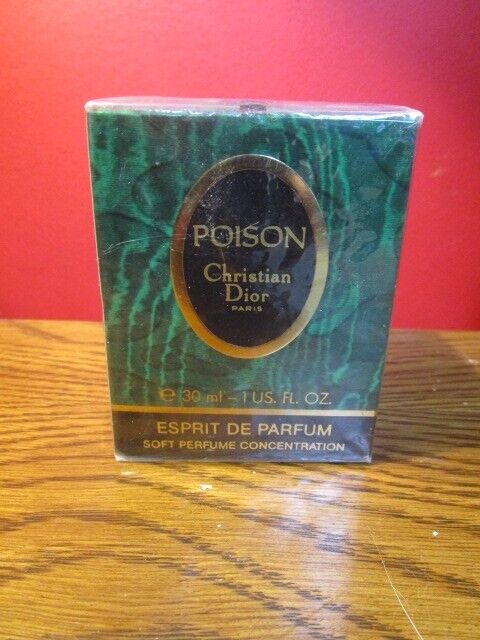 POISON
Christian
Dior
PARIS
℮ 30 ml – 1 US. FL. OZ.
ESPRIT DE PARFUM
SOFT PERFUME CONCENTRATION